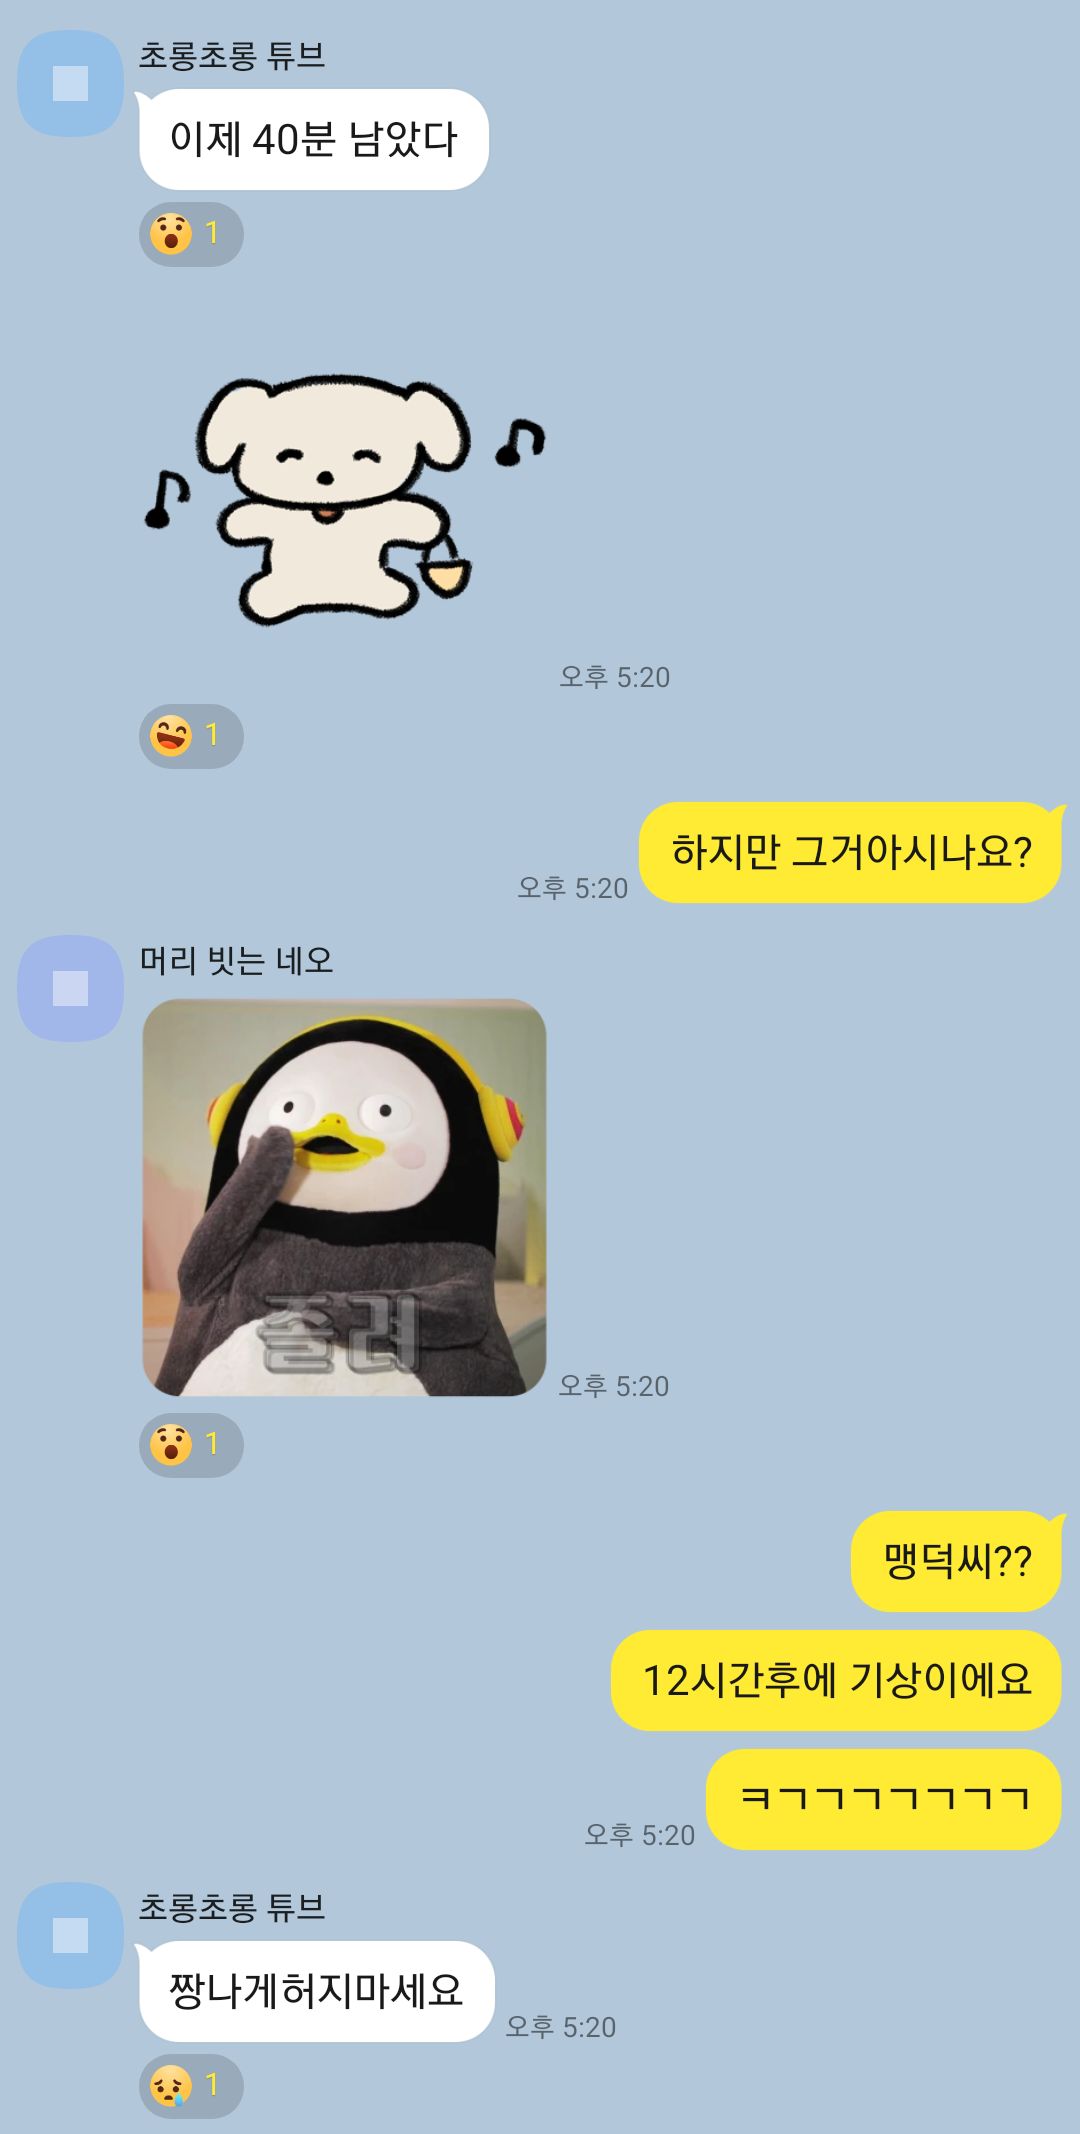 초롱초롱 튜브
이제 40분 남았다
1
오후 5:20
1
하지만 그거아시나요?
오후 5:20
머리 빗는 네오
졸려
오후 5:20
1
맹덕씨??
12시간후에 기상이에요
ㅋㄱㄱㄱㄱㄱㄱㄱ
오후 5:20
초롱초롱 튜브
짱나게허지마세요
오후 5:20
1